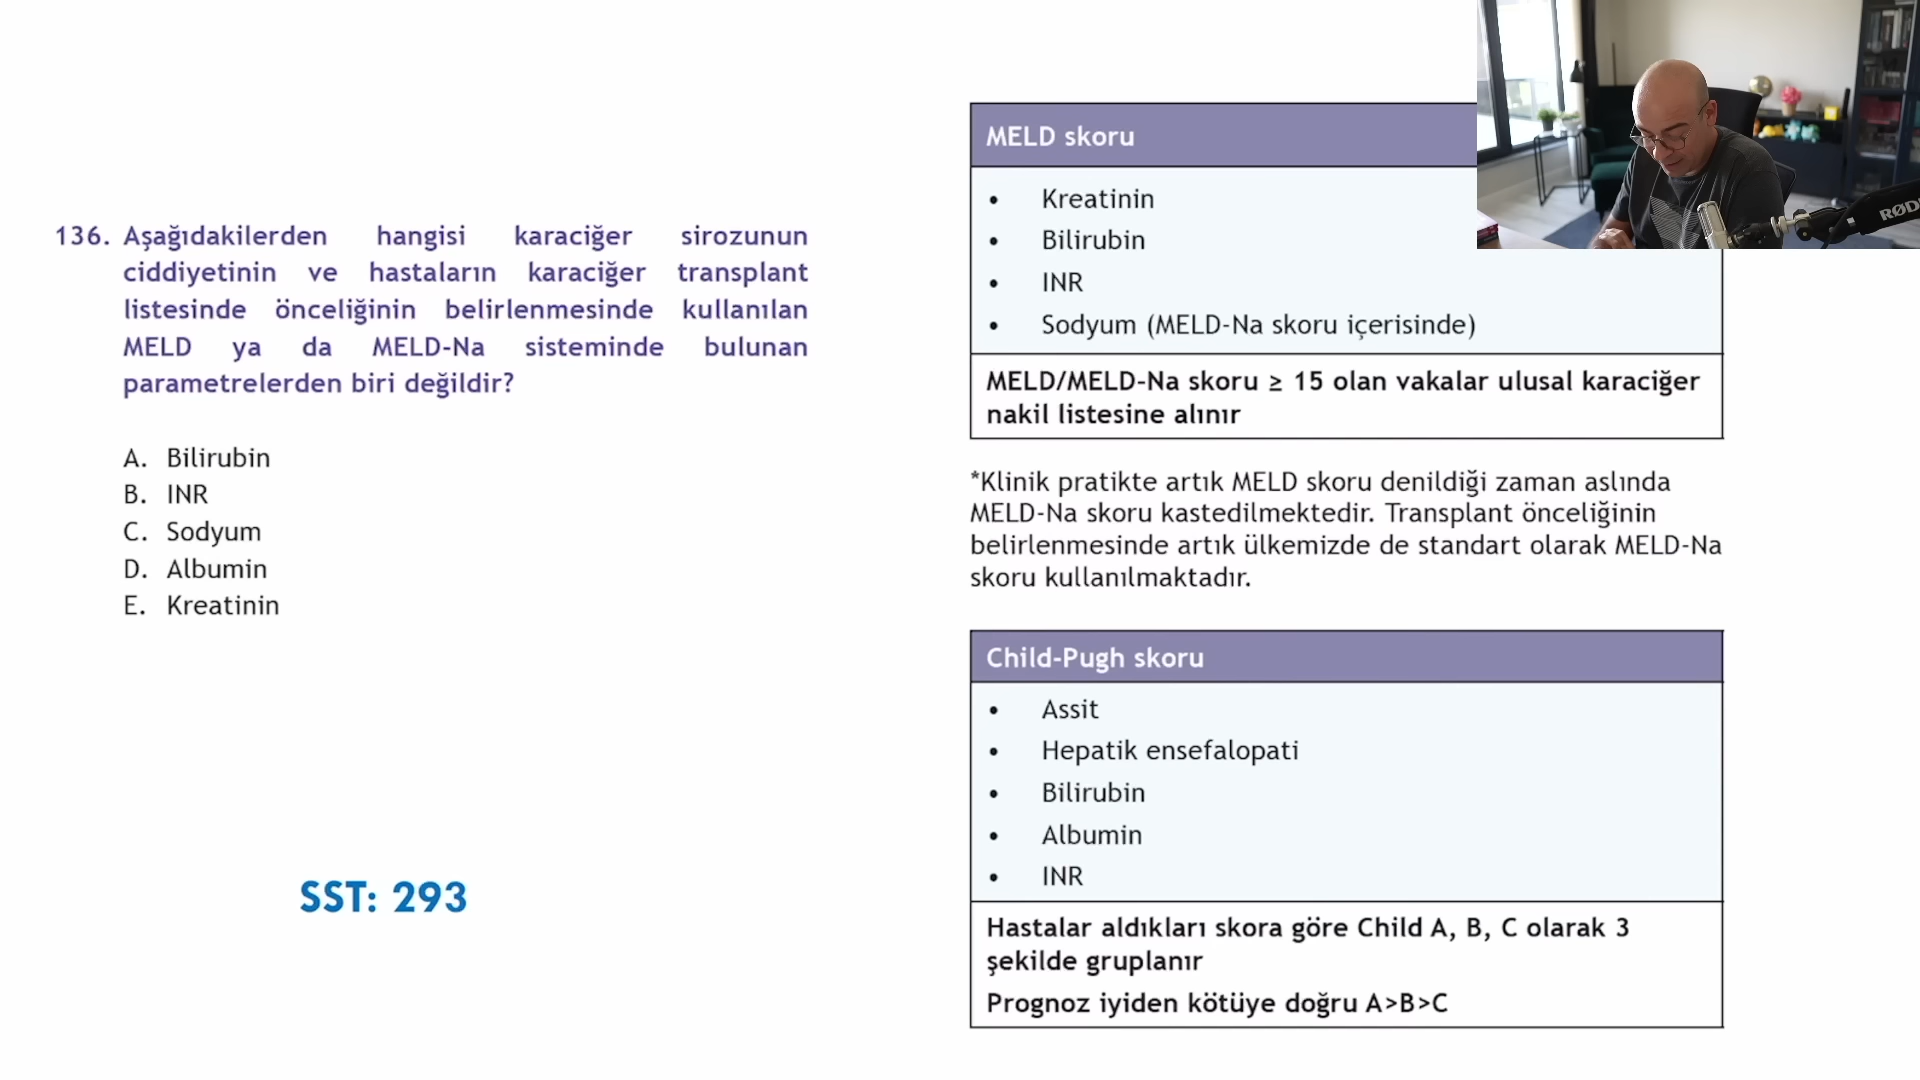 136. Aşağıdakilerden hangisi karaciğer sirozunun
ciddiyetinin ve hastaların karaciğer transplant
listesinde önceliğinin belirlenmesinde kullanılan
MELD ya da MELD-Na sisteminde bulunan
parametrelerden biri değildir?
A. Bilirubin
B. INR
C. Sodyum
D. Albumin
E. Kreatinin
SST: 293
MELD skoru
• Kreatinin
• Bilirubin
• INR
• Sodyum (MELD-Na skoru içerisinde)
MELD/MELD-Na skoru ≥ 15 olan vakalar ulusal karaciğer
nakil listesine alınır
*Klinik pratikte artık MELD skoru denildiği zaman aslında
MELD-Na skoru kastedilmektedir. Transplant önceliğinin
belirlenmesinde artık ülkemizde de standart olarak MELD-Na
skoru kullanılmaktadır.
Child-Pugh skoru
• Assit
• Hepatik ensefalopati
• Bilirubin
• Albumin
• INR
Hastalar aldıkları skora göre Child A, B, C olarak 3
şekilde gruplanır
Prognoz iyiden kötüye doğru A>B>C